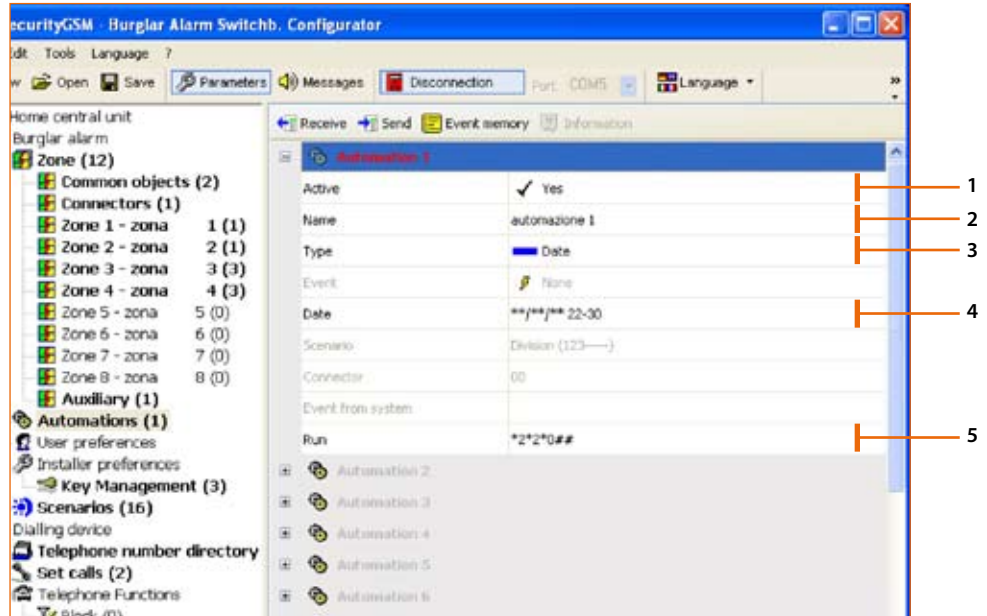 ecurityGSM - Burglar Alarm Switchb. Configurator
dit Tools Language ?
w Open Save Parameters Messages Disconnection Port: COM5 Language
Home central unit
Burglar alarm
Zone (12)
Common objects (2)
Connectors (1)
Zone 1 - zona 1 (1)
Zone 2 - zona 2 (1)
Zone 3 - zona 3 (3)
Zone 4 - zona 4 (3)
Zone 5 - zona 5 (0)
Zone 6 - zona 6 (0)
Zone 7 - zona 7 (0)
Zone 8 - zona 8 (0)
Auxiliary (1)
Automations (1)
User preferences
Installer preferences
Key Management (3)
Scenarios (16)
Dialling device
Telephone number directory
Set calls (2)
Telephone Functions
Block (0)
Receive Send Event memory Information
Automation 1
Active Yes 1
Name automazione 1 2
Type Date 3
Event None
Date **/**/** 22-30 4
Scenario Division (123-----)
Connector 00
Event from system
Run *2*2*0## 5
Automation 2
Automation 3
Automation 4
Automation 5
Automation 6